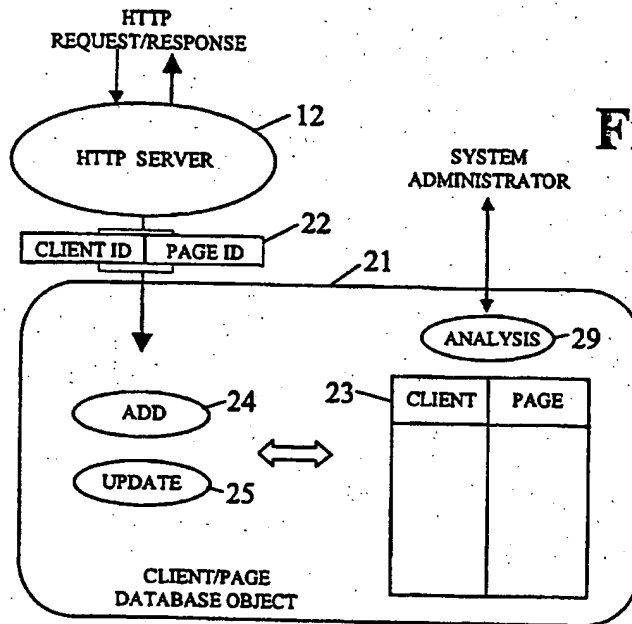 HTTP
REQUEST/RESPONSE
12
HTTP SERVER
F
SYSTEM
ADMINISTRATOR
CLIENT ID PAGE ID
22
21
ANALYSIS
29
ADD
24
23
CLIENT PAGE
UPDATE
25
CLIENT/PAGE
DATABASE OBJECT